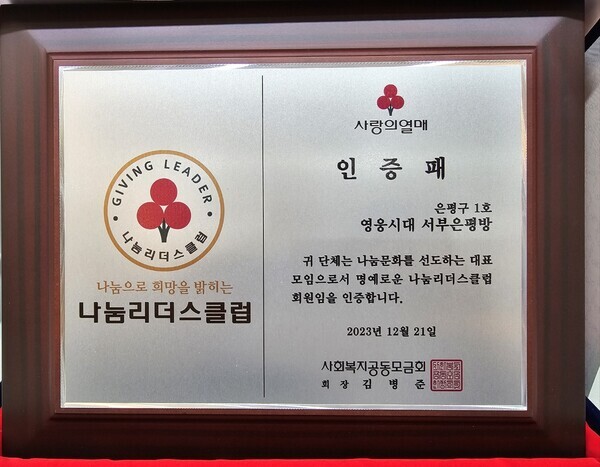 GIVING LEADER
나눔리더스클럽
나눔으로 희망을 밝히는
나눔리더스클럽
사랑의열매
인증패
은평구 1호
영웅시대 서부은평방
귀 단체는 나눔문화를 선도하는 대표
모임으로서 명예로운 나눔리더스클럽
회원임을 인증합니다.
2023년 12월 21일
사회복지공동모금회
회장 김병준